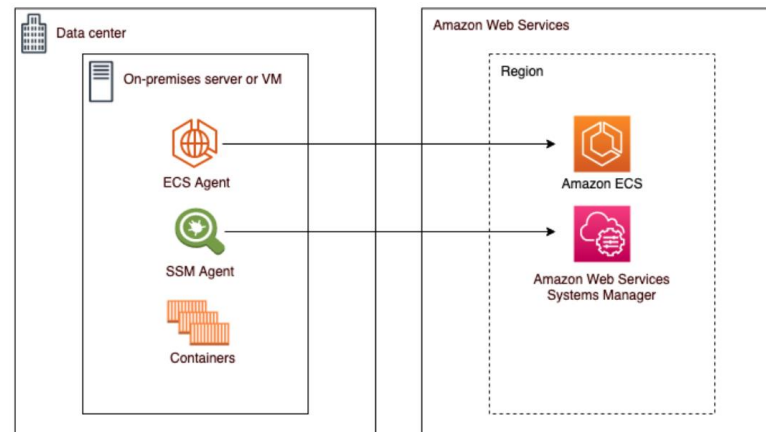 Data center
On-premises server or VM
ECS Agent
SSM Agent
Containers
Amazon Web Services
Region
Amazon ECS
Amazon Web Services
Systems Manager